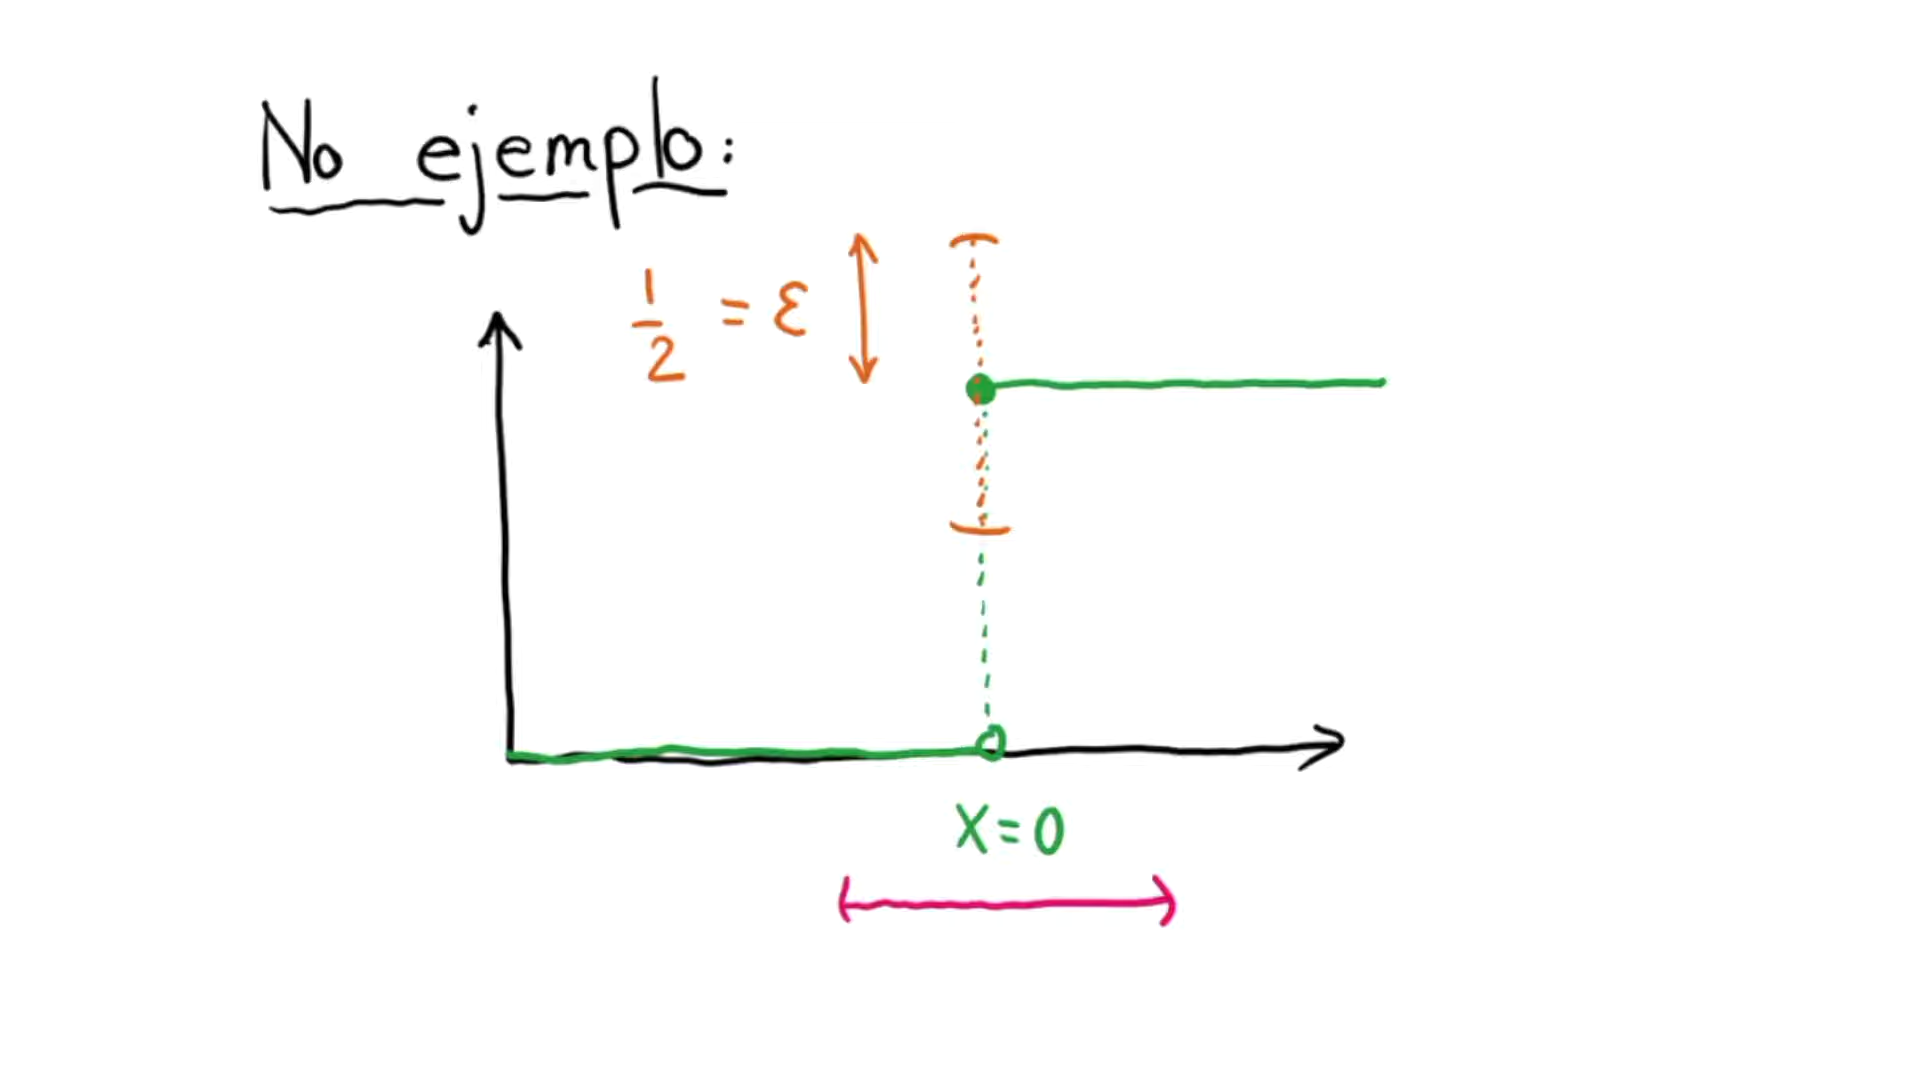 No ejemplo:
1/2 = ε
x=0